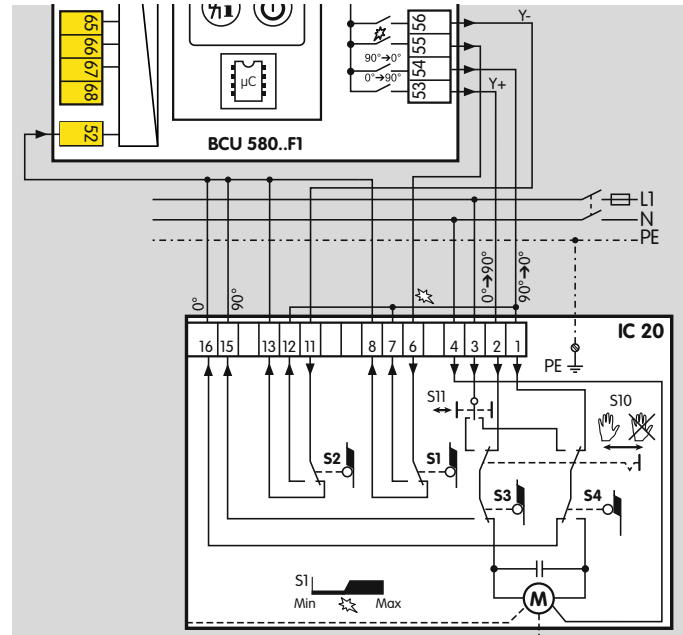 65
66
67
68
52
μC
BCU 580..F1
90°→0°
0°→90°
56
55
54
53
Y-
Y+
L1
N
PE
0°
90°
0°→90°
90°→0°
IC 20
16 15 13 12 11 8 7 6 4 3 2 1
PE
S11
S10
S2
S1
S3
S4
S1
Min Max
M